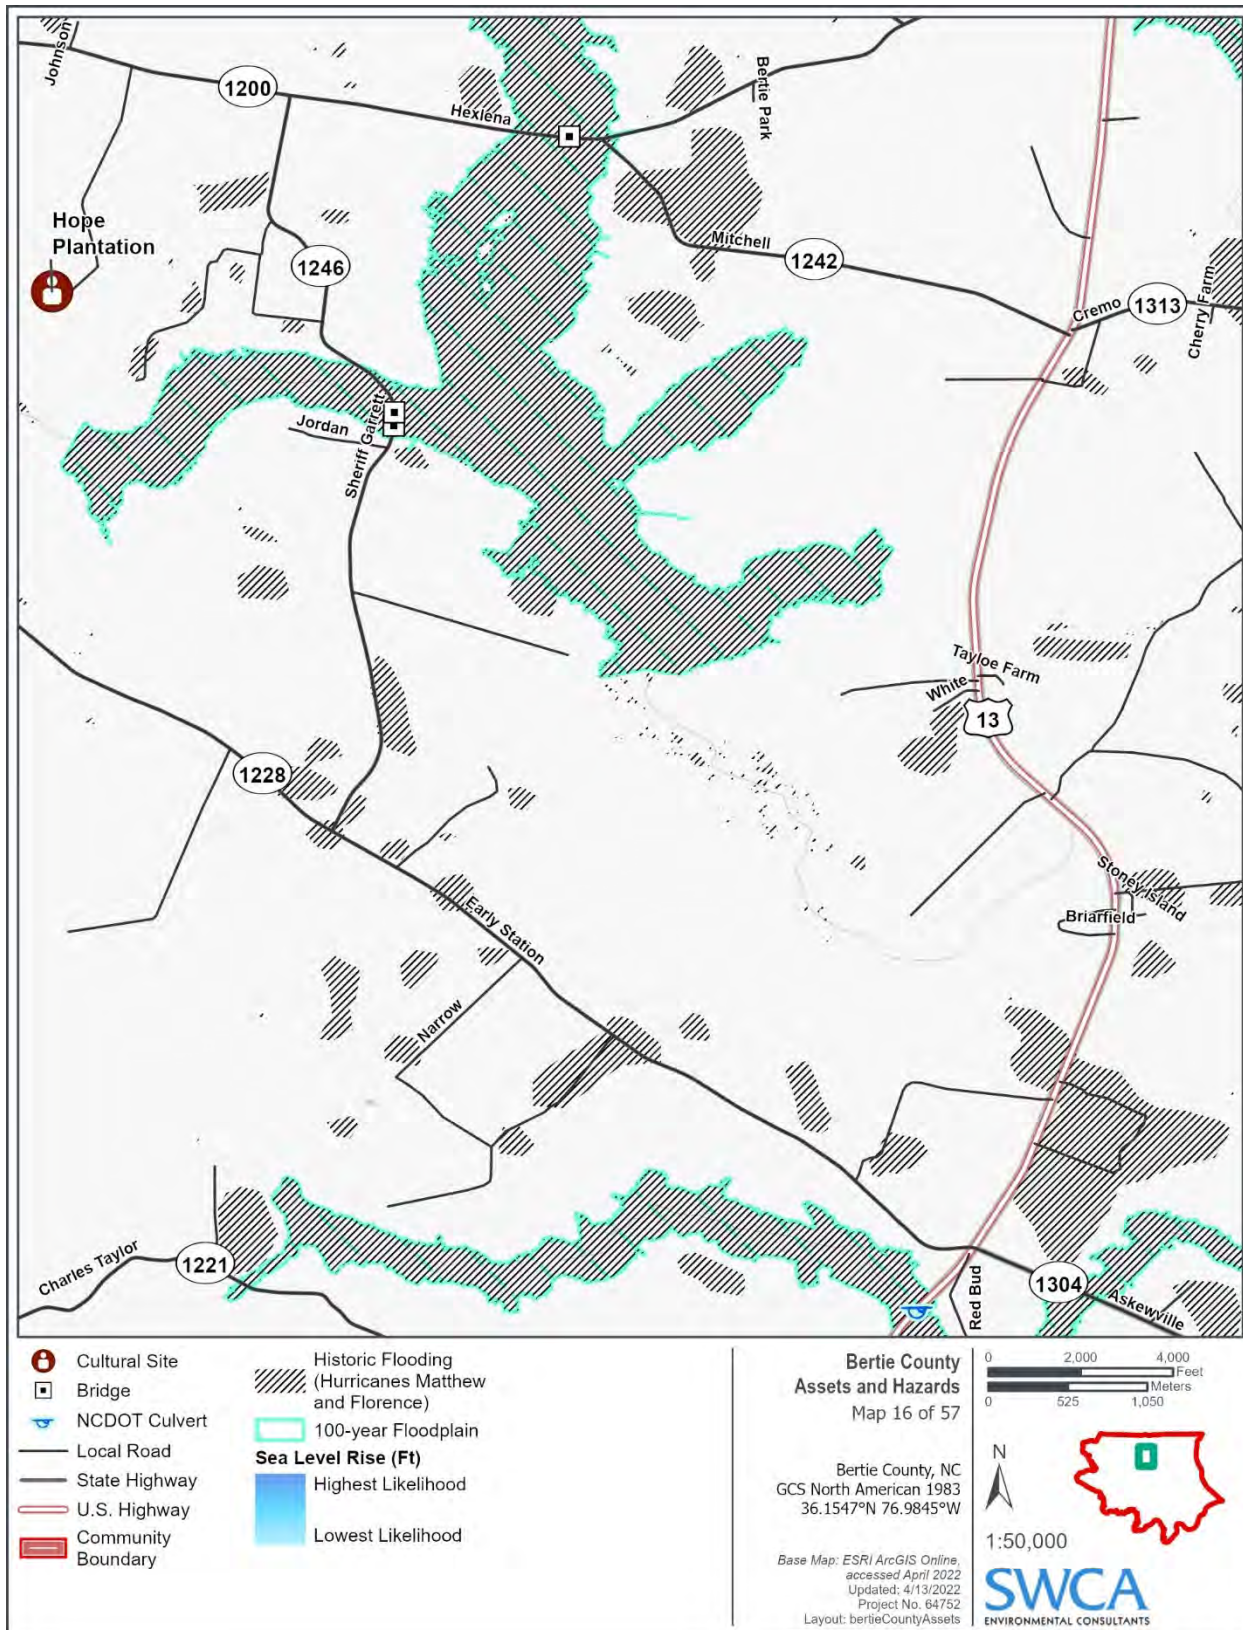 Johnson
1200
Hexlena
Bertie Park
Hope
Plantation
1246
Mitchell
1242
Cremo
1313
Cherry Farm
Jordan
Sheriff Garrett
Tayloe Farm
White
13
1228
Stoney Island
Briarfield
Early Station
Narrow
Charles Taylor
1221
Red Bud
1304
Askewville
Cultural Site
Bridge
NCDOT Culvert
Local Road
State Highway
U.S. Highway
Community
Boundary
Historic Flooding
(Hurricanes Matthew
and Florence)
100-year Floodplain
Sea Level Rise (Ft)
Highest Likelihood
Lowest Likelihood
Bertie County
Assets and Hazards
Map 16 of 57
Bertie County, NC
GCS North American 1983
36.1547°N 76.9845°W
Base Map: ESRI ArcGIS Online,
accessed April 2022
Updated: 4/13/2022
Project No. 64752
Layout: bertieCountyAssets
0 2,000 4,000
Feet
Meters
0 525 1,050
N
1:50,000
SWCA
ENVIRONMENTAL CONSULTANTS